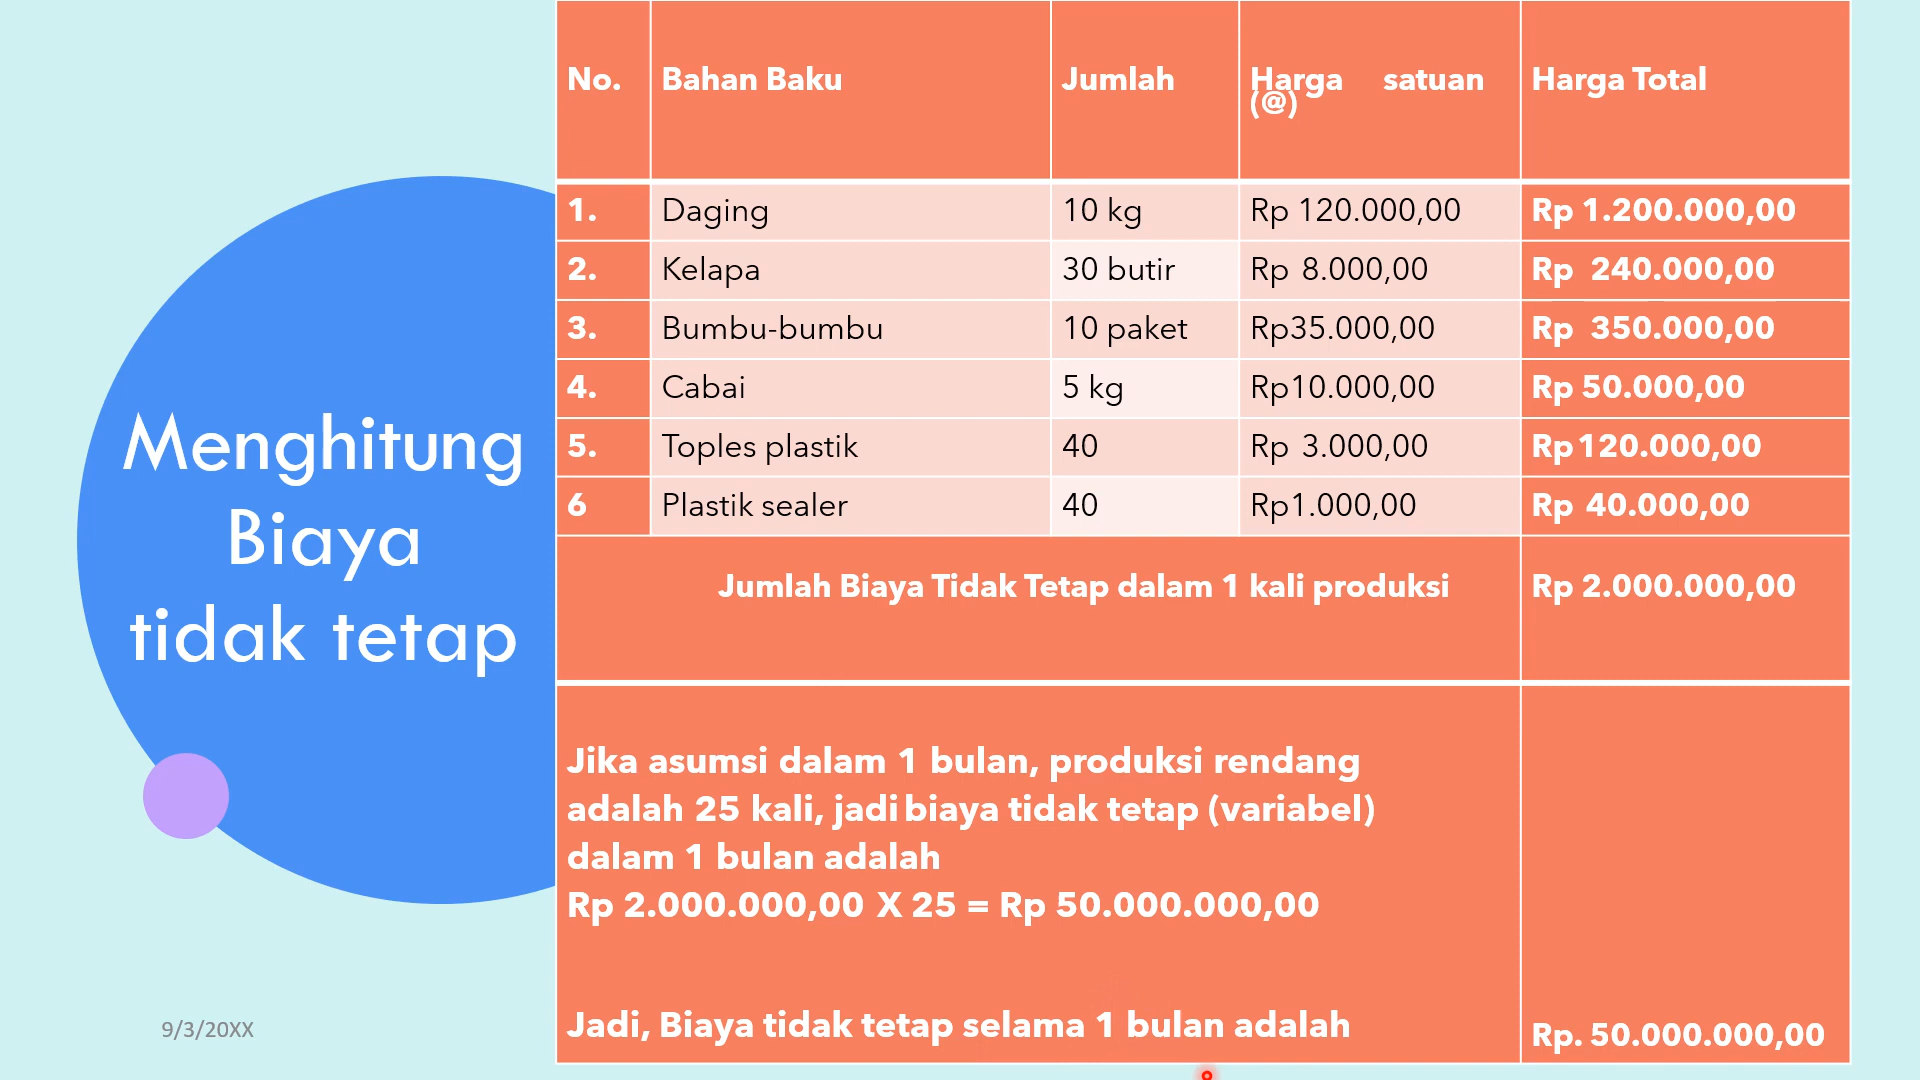 Menghitung
Biaya
tidak tetap
9/3/20XX
No. Bahan Baku Jumlah Harga satuan (@) Harga Total
1. Daging 10 kg Rp 120.000,00 Rp 1.200.000,00
2. Kelapa 30 butir Rp 8.000,00 Rp 240.000,00
3. Bumbu-bumbu 10 paket Rp35.000,00 Rp 350.000,00
4. Cabai 5 kg Rp10.000,00 Rp 50.000,00
5. Toples plastik 40 Rp 3.000,00 Rp120.000,00
6 Plastik sealer 40 Rp1.000,00 Rp 40.000,00
Jumlah Biaya Tidak Tetap dalam 1 kali produksi Rp 2.000.000,00
Jika asumsi dalam 1 bulan, produksi rendang
adalah 25 kali, jadi biaya tidak tetap (variabel)
dalam 1 bulan adalah
Rp 2.000.000,00 X 25 = Rp 50.000.000,00
Jadi, Biaya tidak tetap selama 1 bulan adalah Rp. 50.000.000,00